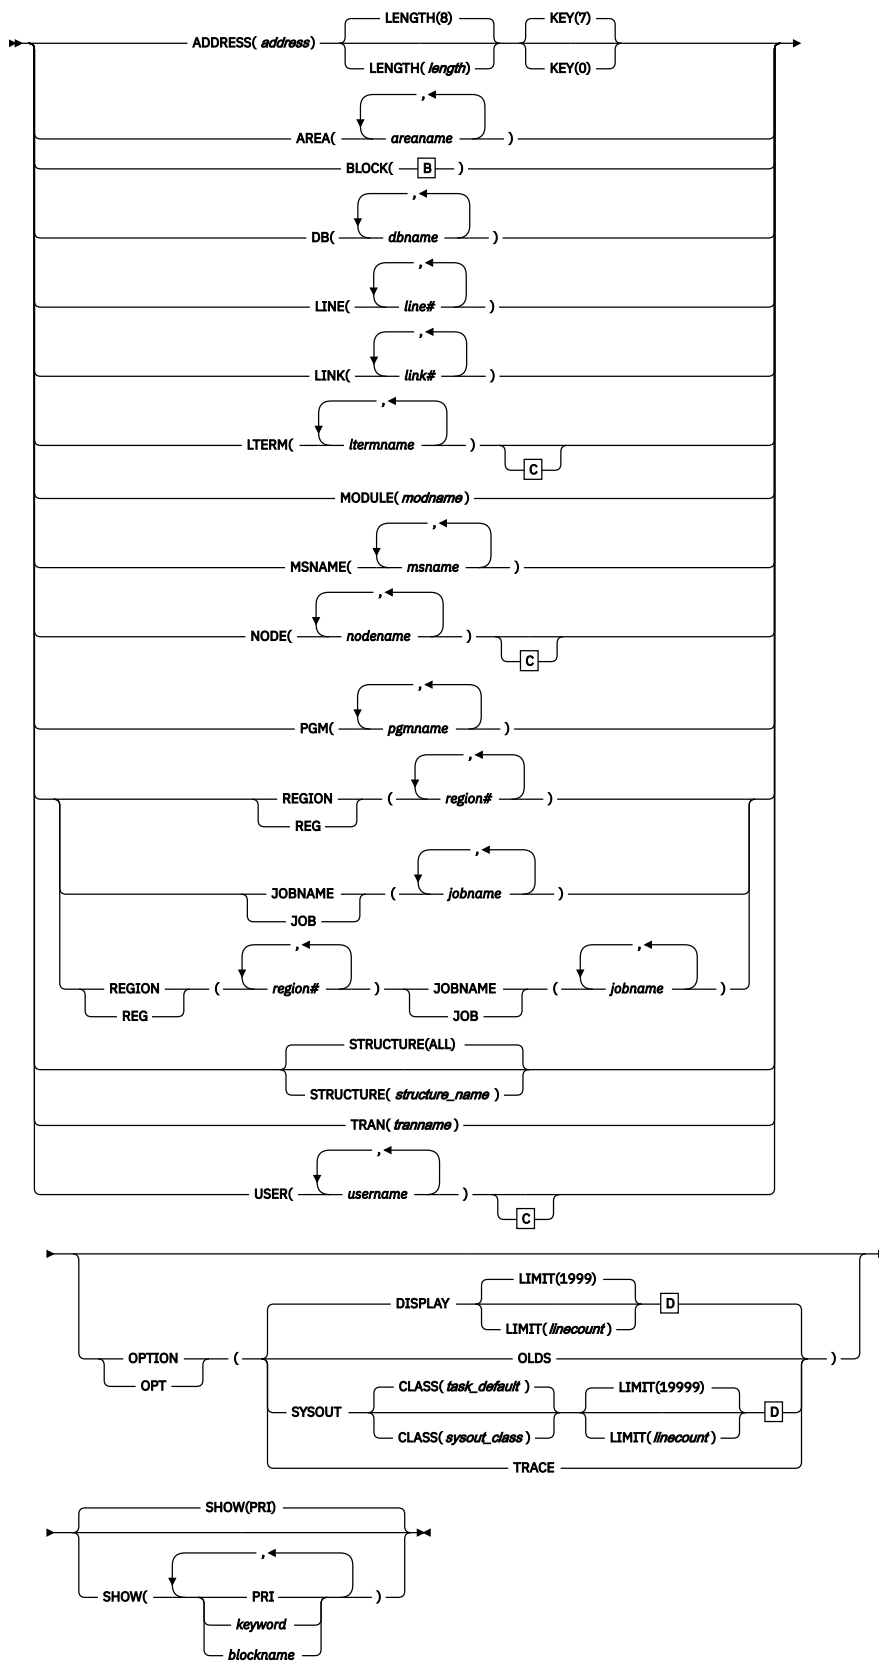 LENGTH(8) KEY(7)
ADDRESS( address)
LENGTH( length) KEY(0)
,
AREA( areaname )
BLOCK( B )
,
DB( dbname )
,
LINE( line# )
,
LINK( link# )
,
LTERM( ltermname )
C
MODULE( modname )
,
MSNAME( msname )
,
NODE( nodename )
C
,
PGM( pgmname )
,
REGION ( region# )
REG
,
JOBNAME ( jobname )
JOB
, ,
REGION ( region# ) JOBNAME ( jobname )
REG JOB
STRUCTURE(ALL)
STRUCTURE( structure_name )
TRAN( tranname )
,
USER( username )
C
LIMIT(1999)
DISPLAY D
LIMIT( linecount )
OPTION ( OLDS )
OPT
CLASS( task_default ) LIMIT(19999)
SYSOUT D
CLASS( sysout_class ) LIMIT( linecount )
TRACE
SHOW(PRI)
,
SHOW( PRI )
keyword
blockname